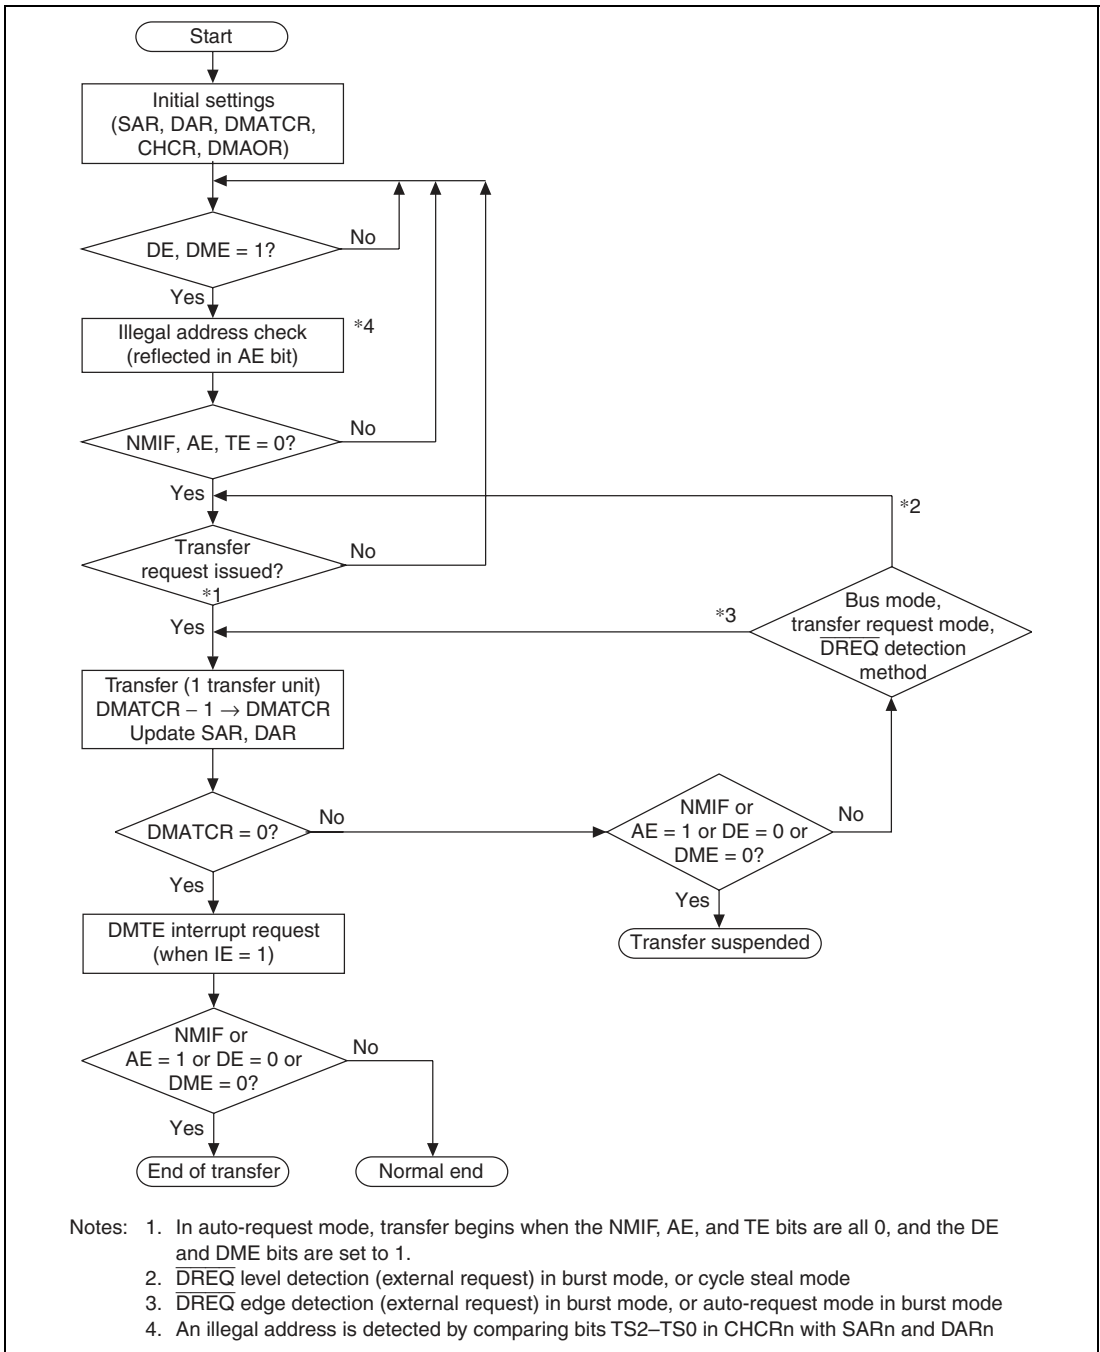 Start
Initial settings
(SAR, DAR, DMATCR,
CHCR, DMAOR)
DE, DME = 1?
No
Yes
Illegal address check
(reflected in AE bit)
*4
NMIF, AE, TE = 0?
No
Yes
*2
Transfer
request issued?
*1
No
Yes
*3
Bus mode,
transfer request mode,
D̅R̅E̅Q̅ detection
method
Transfer (1 transfer unit)
DMATCR – 1 → DMATCR
Update SAR, DAR
DMATCR = 0?
No
NMIF or
AE = 1 or DE = 0 or
DME = 0?
No
Yes
Yes
Transfer suspended
DMTE interrupt request
(when IE = 1)
NMIF or
AE = 1 or DE = 0 or
DME = 0?
No
Yes
End of transfer
Normal end
Notes: 1. In auto-request mode, transfer begins when the NMIF, AE, and TE bits are all 0, and the DE
and DME bits are set to 1.
2. D̅R̅E̅Q̅ level detection (external request) in burst mode, or cycle steal mode
3. D̅R̅E̅Q̅ edge detection (external request) in burst mode, or auto-request mode in burst mode
4. An illegal address is detected by comparing bits TS2–TS0 in CHCRn with SARn and DARn